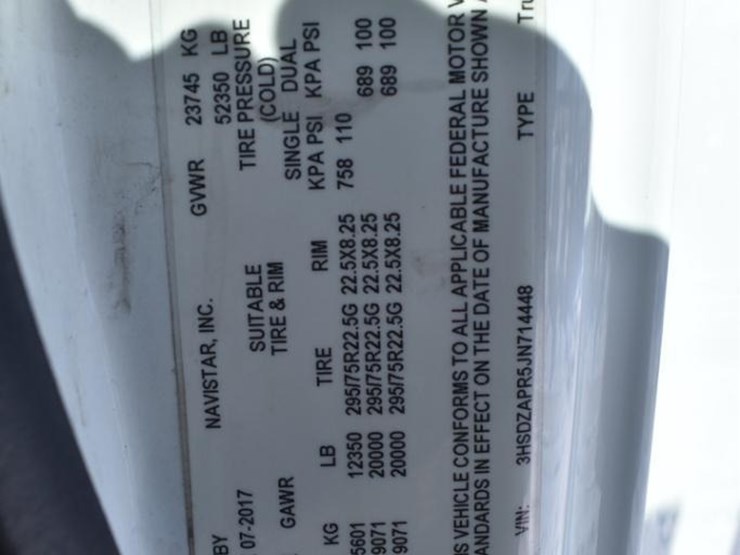 BY NAVISTAR, INC. GVWR 23745 KG
07-2017 52350 LB
SUITABLE TIRE PRESSURE
GAWR TIRE & RIM (COLD)
SINGLE DUAL
KG LB TIRE RIM KPA PSI KPA PSI
5601 12350 295/75R22.5G 22.5X8.25 758 110
9071 20000 295/75R22.5G 22.5X8.25 689 100
9071 20000 295/75R22.5G 22.5X8.25 689 100
IS VEHICLE CONFORMS TO ALL APPLICABLE FEDERAL MOTOR V
ANDARDS IN EFFECT ON THE DATE OF MANUFACTURE SHOWN A
VIN: 3HSDZAPR5JN714448 TYPE Tru